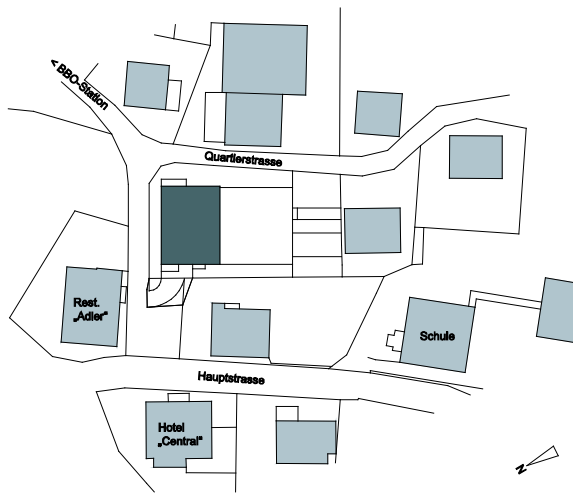 < BBO-Station
Quartierstrasse
Rest.
„Adler"
Schule
Hauptstrasse
Hotel
„Central"
N